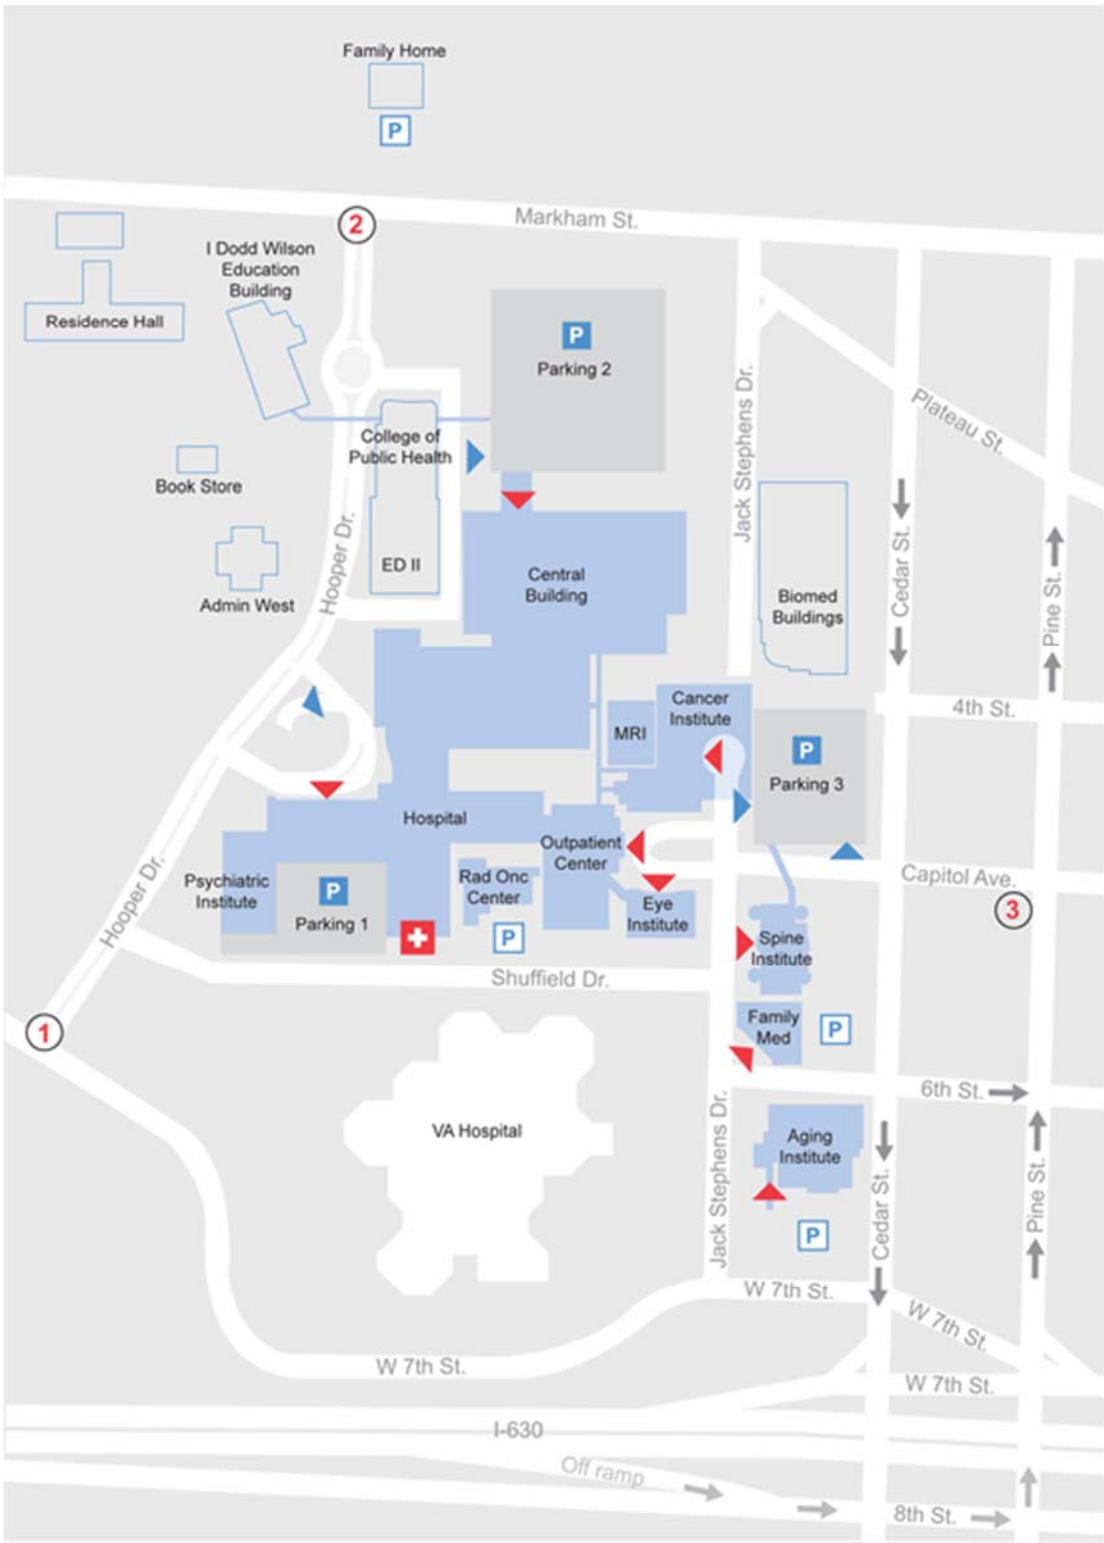 Family Home
P
Markham St.
2
I Dodd Wilson
Education
Building
Residence Hall
P
Parking 2
Jack Stephens Dr.
Plateau St.
College of
Public Health
Book Store
Hooper Dr.
ED II
Admin West
Central
Building
Biomed
Buildings
Cedar St.
Pine St.
Cancer
Institute
MRI
4th St.
P
Parking 3
Hospital
Outpatient
Center
Psychiatric
Institute
P
Parking 1
Rad Onc
Center
P
Eye
Institute
Capitol Ave.
3
Hooper Dr.
Spine
Institute
Shuffield Dr.
1
Family
Med
P
6th St.
VA Hospital
Jack Stephens Dr.
Aging
Institute
P
Cedar St.
Pine St.
W 7th St.
W 7th St.
W 7th St.
W 7th St.
I-630
Off ramp
8th St.